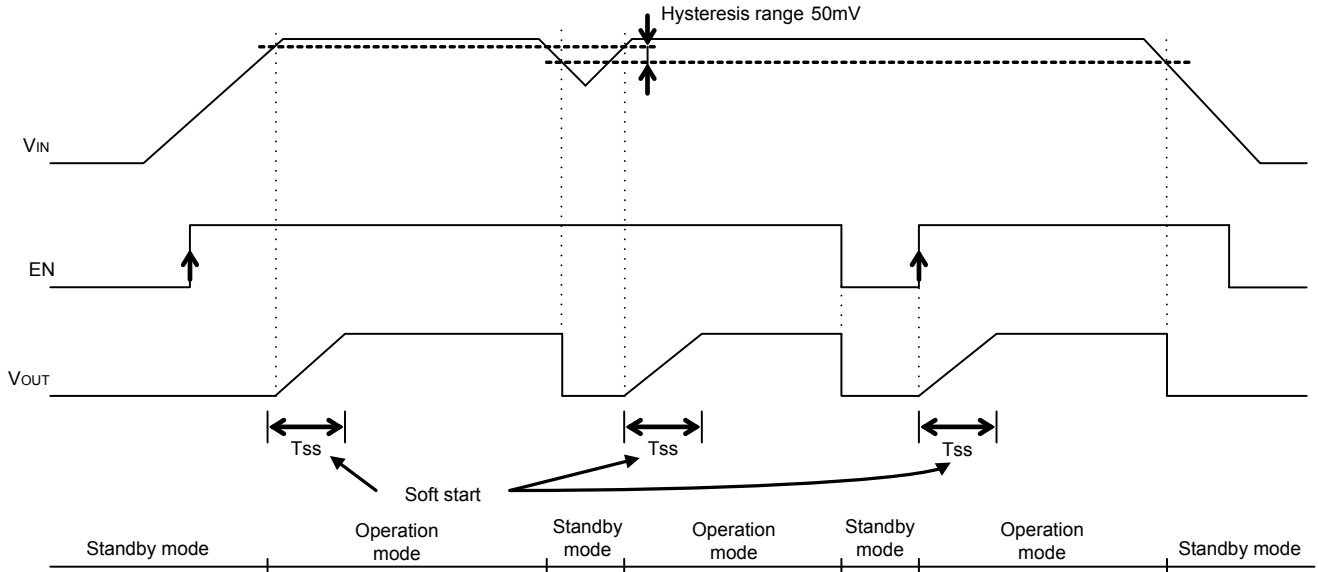 Hysteresis range 50mV
VIN
EN
VOUT
Tss
Tss
Tss
Soft start
Standby mode
Operation
mode
Standby
mode
Operation
mode
Standby
mode
Operation
mode
Standby mode